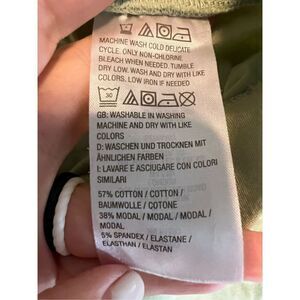 MACHINE WASH COLD DELICATE
CYCLE. ONLY NON-CHLORINE
BLEACH WHEN NEEDED. TUMBLE
DRY LOW. WASH AND DRY WITH LIKE
COLORS. LOW IRON IF NEEDED
30
GB: WASHABLE IN WASHING
MACHINE AND DRY WITH LIKE
COLORS
D: WASCHEN UND TROCKNEN MIT
ÄHNLICHEN FARBEN
I: LAVARE E ASCIUGARE CON COLORI
SIMILARI
57% COTTON / COTTON /
BAUMWOLLE / COTONE
38% MODAL / MODAL / MODAL /
MODAL
5% SPANDEX / ELASTANE /
ELASTHAN / ELASTAN